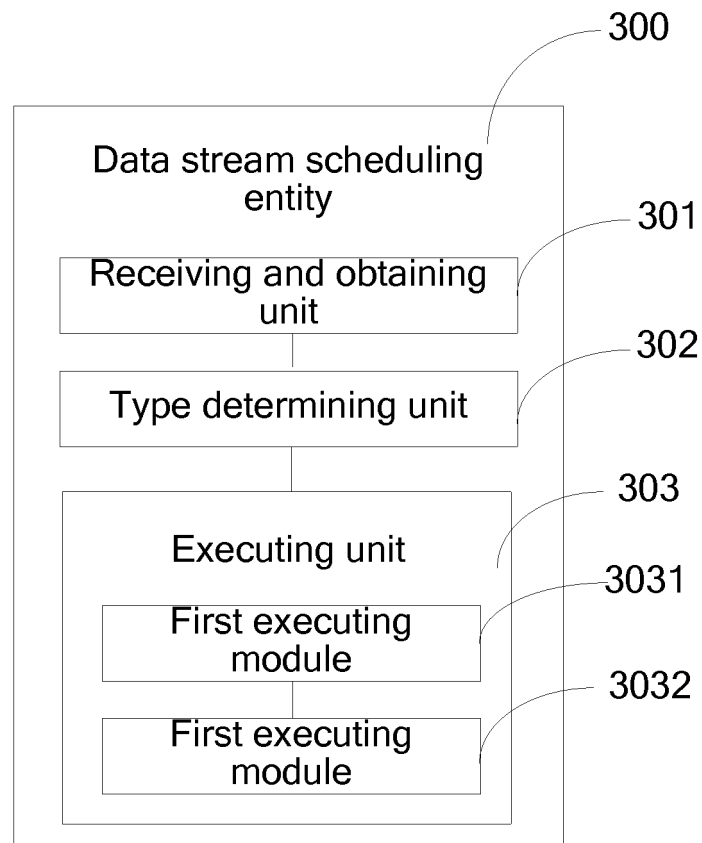 300
Data stream scheduling
entity
301
Receiving and obtaining
unit
302
Type determining unit
303
Executing unit
3031
First executing
module
3032
First executing
module